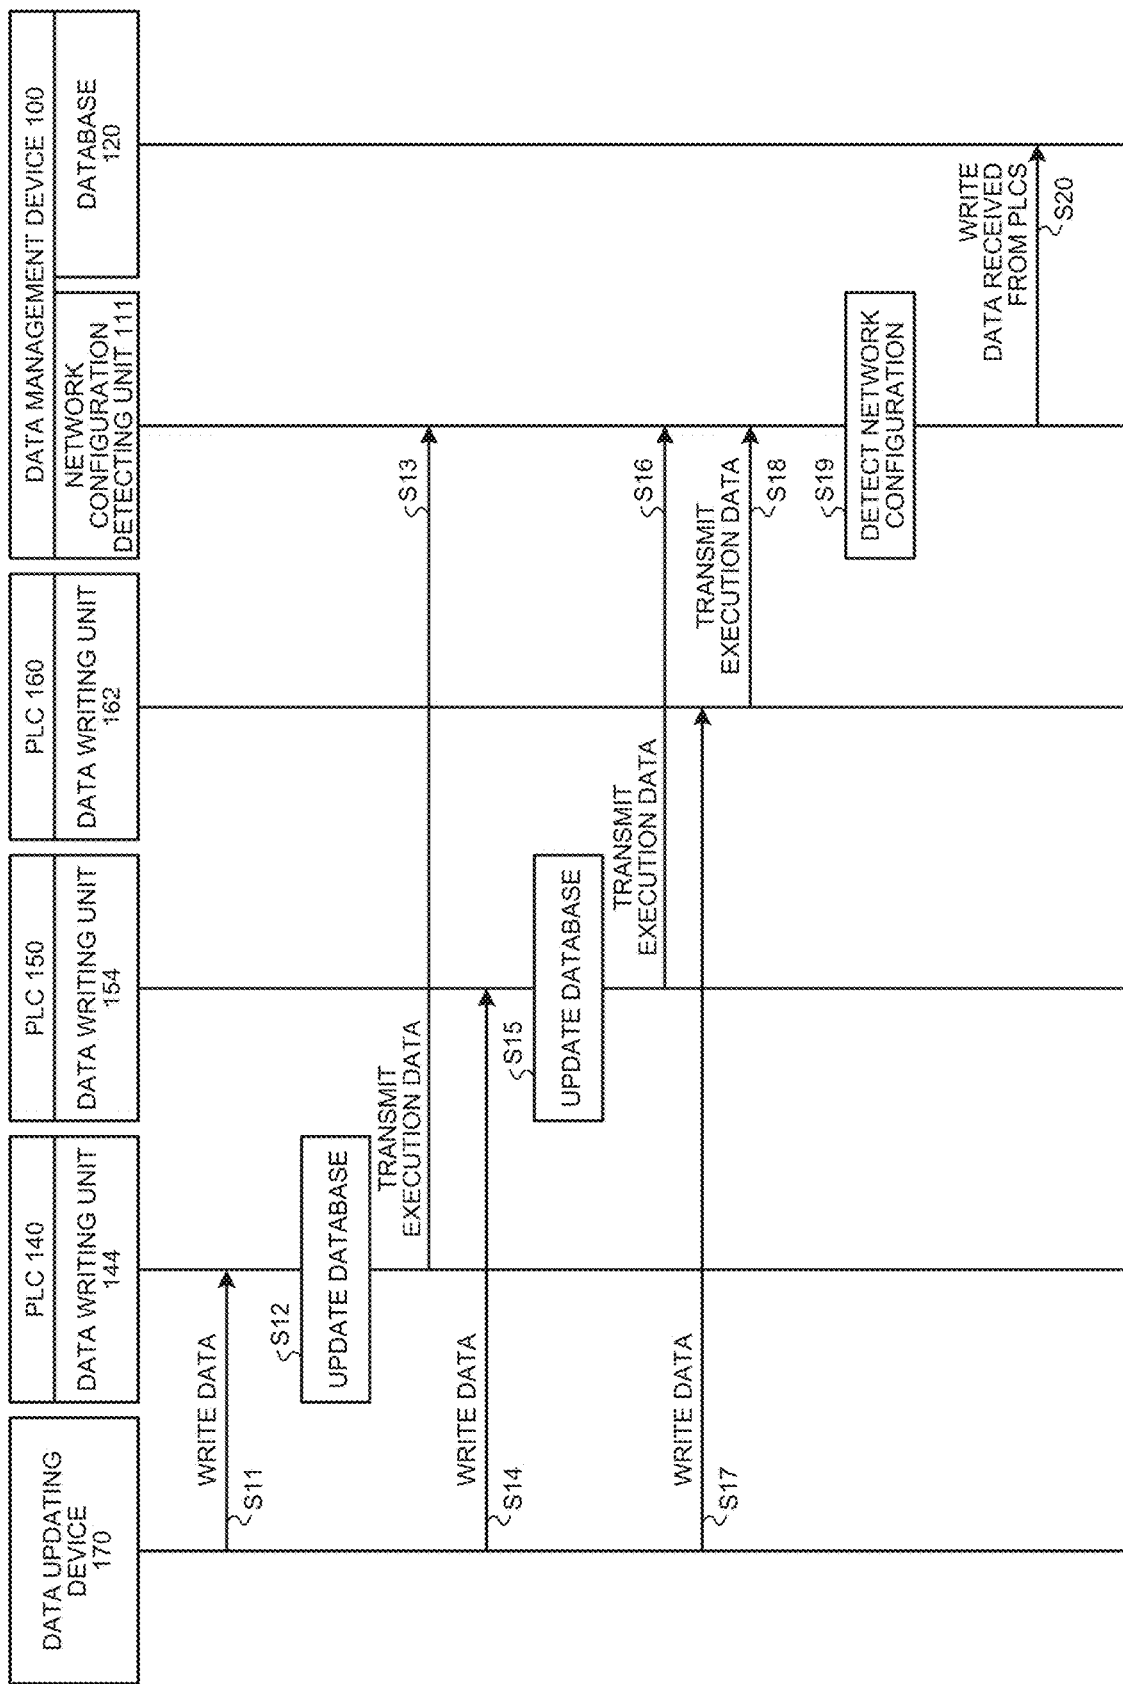 DATA UPDATING
DEVICE
170
PLC 140
DATA WRITING UNIT
144
PLC 150
DATA WRITING UNIT
154
PLC 160
DATA WRITING UNIT
162
DATA MANAGEMENT DEVICE 100
NETWORK
CONFIGURATION
DETECTING UNIT 111
DATABASE
120
WRITE DATA
S11
S12
UPDATE DATABASE
TRANSMIT
EXECUTION DATA
S13
WRITE DATA
S14
S15
UPDATE DATABASE
TRANSMIT
EXECUTION DATA
S16
WRITE DATA
S17
TRANSMIT
EXECUTION DATA
S18
S19
DETECT NETWORK
CONFIGURATION
WRITE
DATA RECEIVED
FROM PLCS
S20